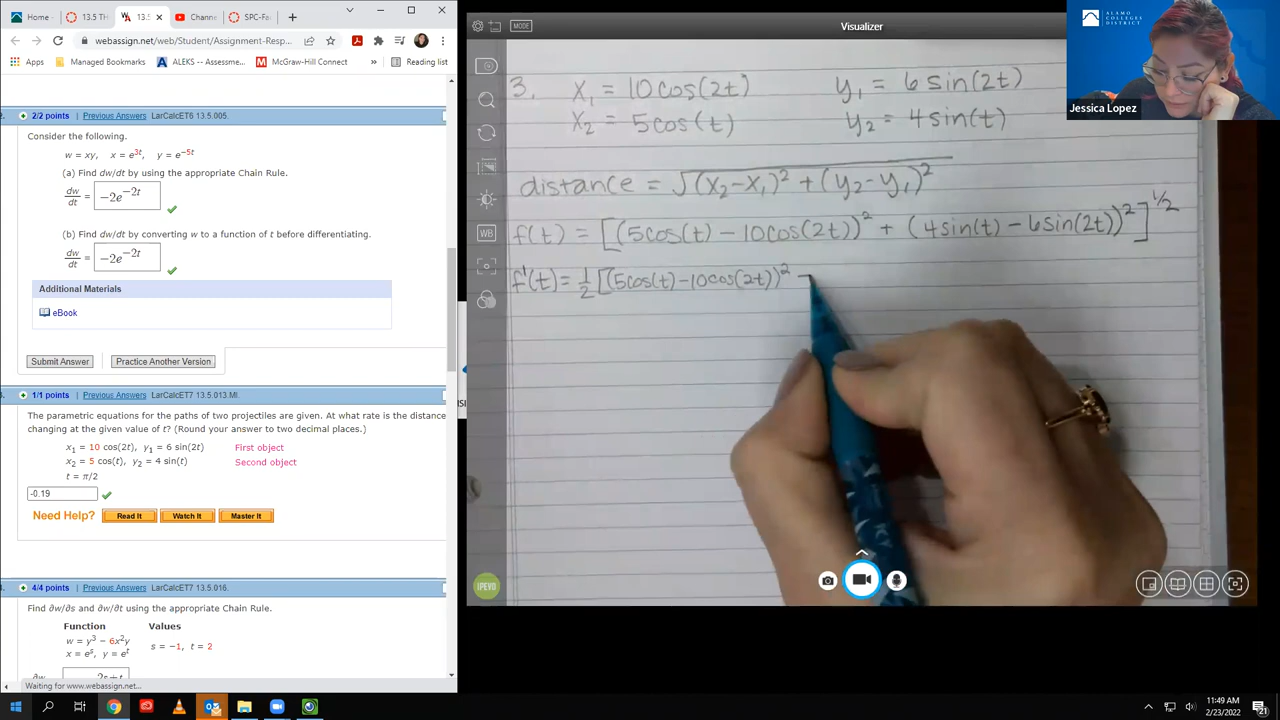 Home -
13.5 TH
13.5
Channe
SPC-Fa
webassign.net/web/Student/Assignment-Resp...
Apps
Managed Bookmarks
ALEKS -- Assessme...
McGraw-Hill Connect
Reading list
2/2 points | Previous Answers LarCalcET6 13.5.005.
Consider the following.
w = xy, x = e^3t, y = e^−5t
(a) Find dw/dt by using the appropriate Chain Rule.
dw/dt = −2e^−2t
(b) Find dw/dt by converting w to a function of t before differentiating.
dw/dt = −2e^−2t
Additional Materials
eBook
Submit Answer
Practice Another Version
1/1 points | Previous Answers LarCalcET7 13.5.013.MI.
The parametric equations for the paths of two projectiles are given. At what rate is the distance
changing at the given value of t? (Round your answer to two decimal places.)
x1 = 10 cos(2t), y1 = 6 sin(2t) First object
x2 = 5 cos(t), y2 = 4 sin(t) Second object
t = π/2
-0.19
Need Help? Read It Watch It Master It
4/4 points | Previous Answers LarCalcET7 13.5.016.
Find ∂w/∂s and ∂w/∂t using the appropriate Chain Rule.
Function Values
w = y^3 − 6x^2y
x = e^s, y = e^t
s = −1, t = 2
Waiting for www.webassign.net...
MODE
Visualizer
WB
IPEVO
3. x1 = 10cos(2t) y1 = 6sin(2t)
x2 = 5cos(t) y2 = 4sin(t)
distance = √(x2-x1)^2 + (y2-y1)^2
f(t) = [(5cos(t) - 10cos(2t))^2 + (4sin(t) - 6sin(2t))^2]^1/2
f'(t) = 1/2 [(5cos(t) - 10cos(2t))^2
ALAMO
COLLEGES
DISTRICT
Jessica Lopez
11:49 AM
2/23/2022
21